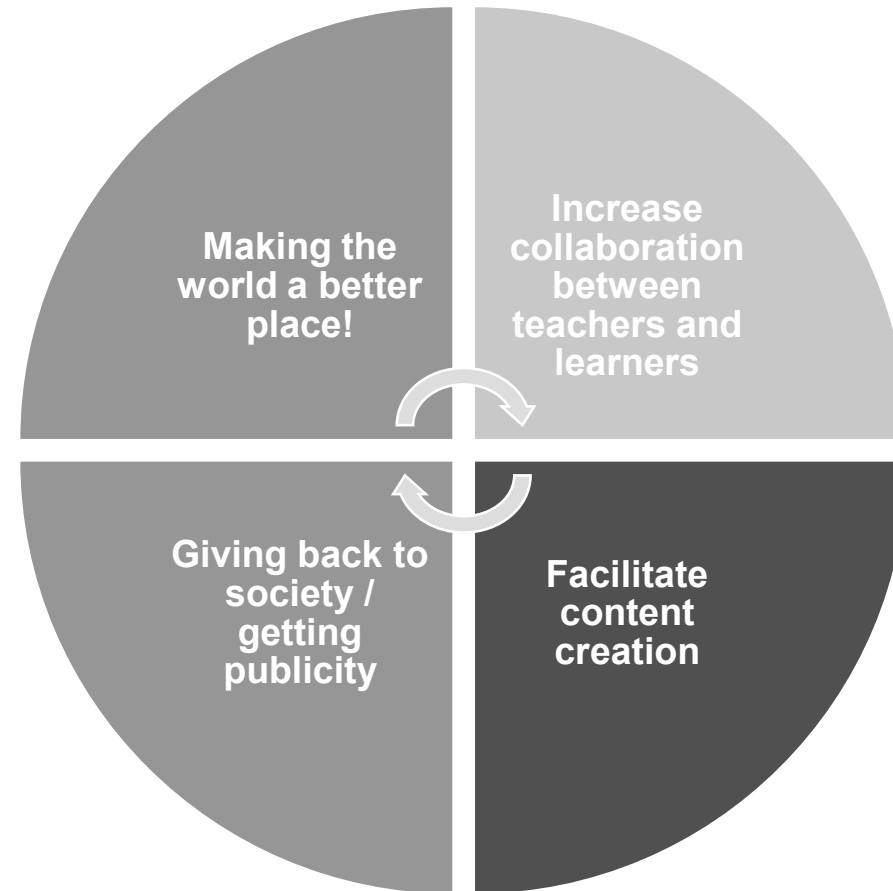 Making the
world a better
place!
Increase
collaboration
between
teachers and
learners
Giving back to
society /
getting
publicity
Facilitate
content
creation